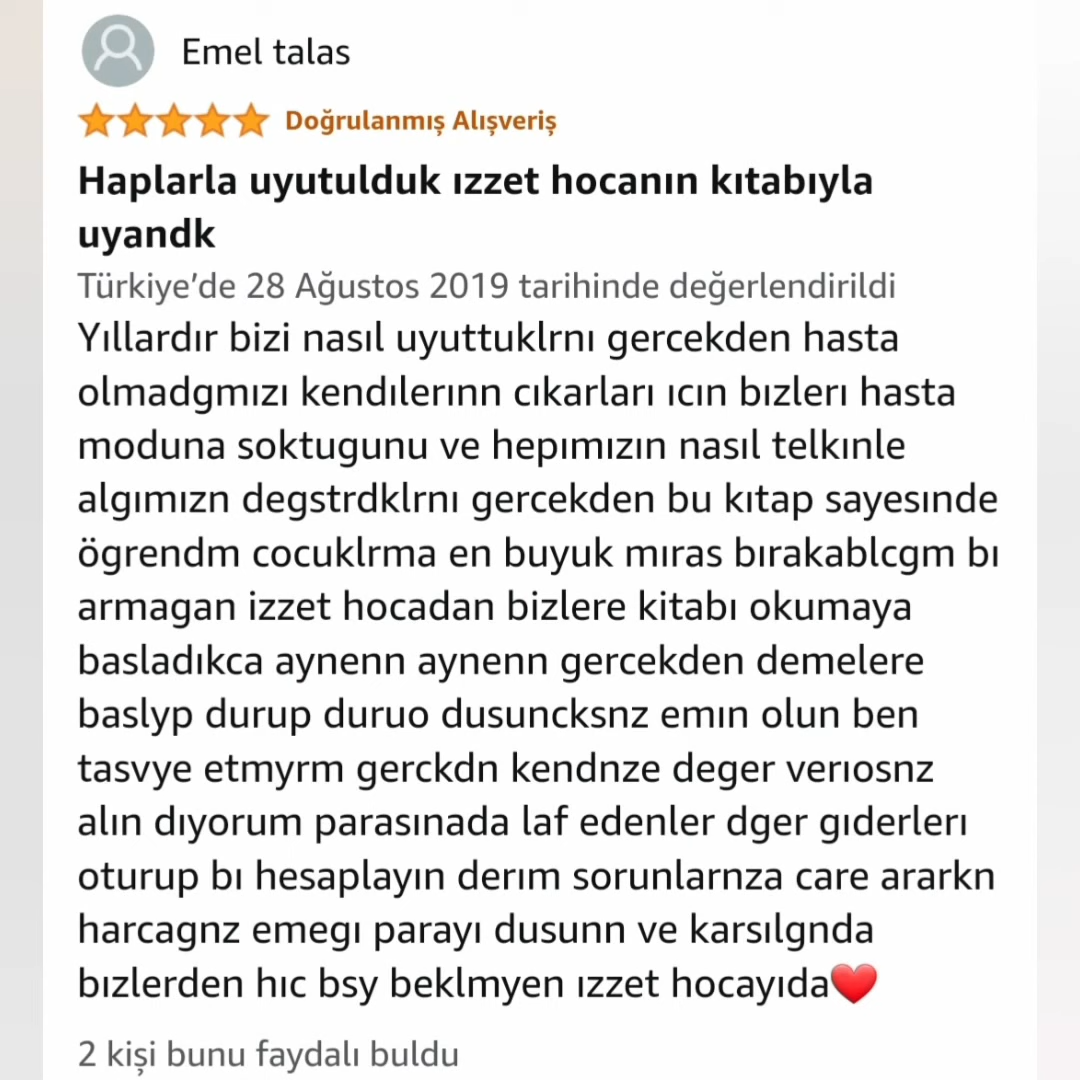 Emel talas
Doğrulanmış Alışveriş
Haplarla uyutulduk ızzet hocanın kıtabıyla
uyandk
Türkiye'de 28 Ağustos 2019 tarihinde değerlendirildi
Yıllardır bizi nasıl uyuttuklrnı gercekden hasta
olmadgmızı kendılerınn cıkarları ıcın bızlerı hasta
moduna soktugunu ve hepımızın nasıl telkınle
algımızn degstrdklrnı gercekden bu kıtap sayesınde
ögrendm cocuklrma en buyuk mıras bırakablcgm bı
armagan izzet hocadan bizlere kitabı okumaya
basladıkca aynenn aynenn gercekden demelere
baslyp durup duruo dusuncksnz emın olun ben
tasvye etmyrm gerckdn kendnze deger verıosnz
alın dıyorum parasınada laf edenler dger gıderlerı
oturup bı hesaplayın derım sorunlarnza care ararkn
harcagnz emegı parayı dusunn ve karsılgnda
bızlerden hıc bsy beklmyen ızzet hocayıda❤️
2 kişi bunu faydalı buldu